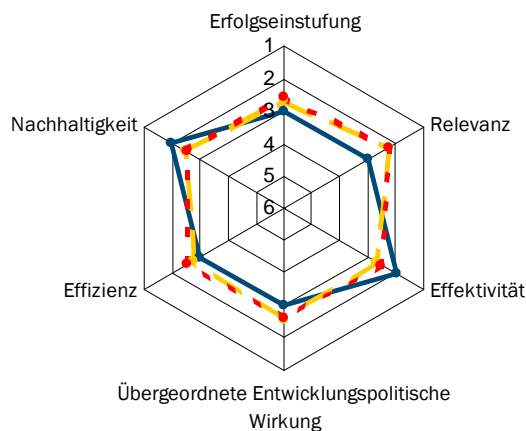 Erfolgseinstufung
1
2
3
4
5
6
Nachhaltigkeit
Relevanz
Effizienz
Effektivität
Übergeordnete Entwicklungspolitische
Wirkung